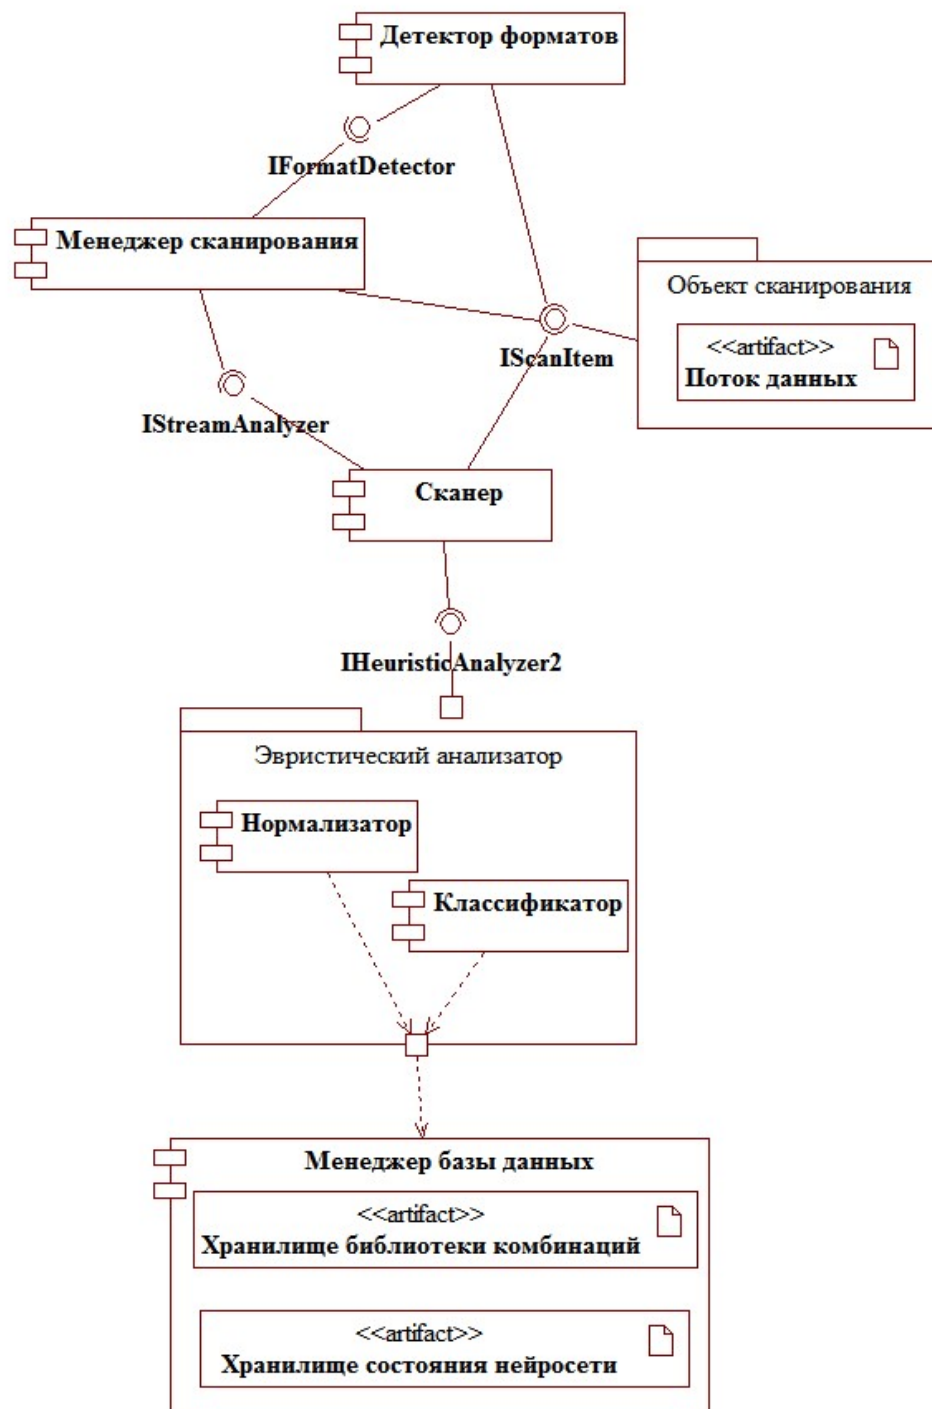 Детектор форматов
IFormatDetector
Менеджер сканирования
Объект сканирования
<<artifact>>
Поток данных
IScanItem
IStreamAnalyzer
Сканер
IHeuristicAnalyzer2
Эвристический анализатор
Нормализатор
Классификатор
Менеджер базы данных
<<artifact>>
Хранилище библиотеки комбинаций
<<artifact>>
Хранилище состояния нейросети